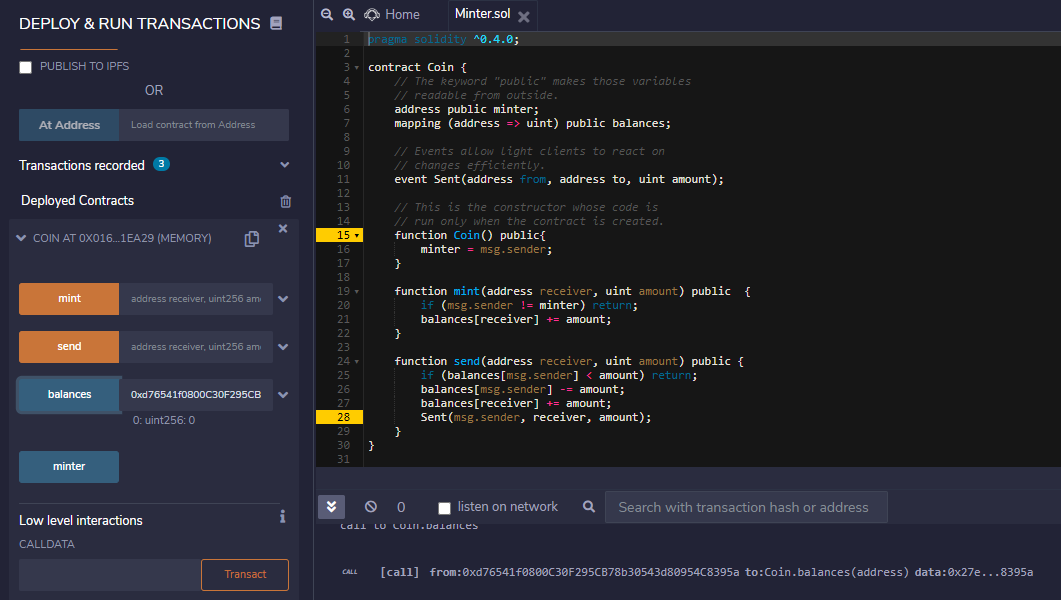 DEPLOY & RUN TRANSACTIONS
PUBLISH TO IPFS
OR
At Address
Load contract from Address
Transactions recorded 3
Deployed Contracts
COIN AT 0X016...1EA29 (MEMORY)
mint
address receiver, uint256 am
send
address receiver, uint256 am
balances
0xd76541f0800C30F295CB
0: uint256: 0
minter
Low level interactions
CALLDATA
Transact
Home
Minter.sol
1 pragma solidity ^0.4.0;
2
3 contract Coin {
4 // The keyword "public" makes those variables
5 // readable from outside.
6 address public minter;
7 mapping (address => uint) public balances;
8
9 // Events allow light clients to react on
10 // changes efficiently.
11 event Sent(address from, address to, uint amount);
12
13 // This is the constructor whose code is
14 // run only when the contract is created.
15 function Coin() public{
16 minter = msg.sender;
17 }
18
19 function mint(address receiver, uint amount) public  {
20 if (msg.sender != minter) return;
21 balances[receiver] += amount;
22 }
23
24 function send(address receiver, uint amount) public {
25 if (balances[msg.sender] < amount) return;
26 balances[msg.sender] -= amount;
27 balances[receiver] += amount;
28 Sent(msg.sender, receiver, amount);
29 }
30 }
31
0
listen on network
Search with transaction hash or address
call to Coin.balances
CALL [call] from:0xd76541f0800C30F295CB78b30543d80954C8395a to:Coin.balances(address) data:0x27e...8395a